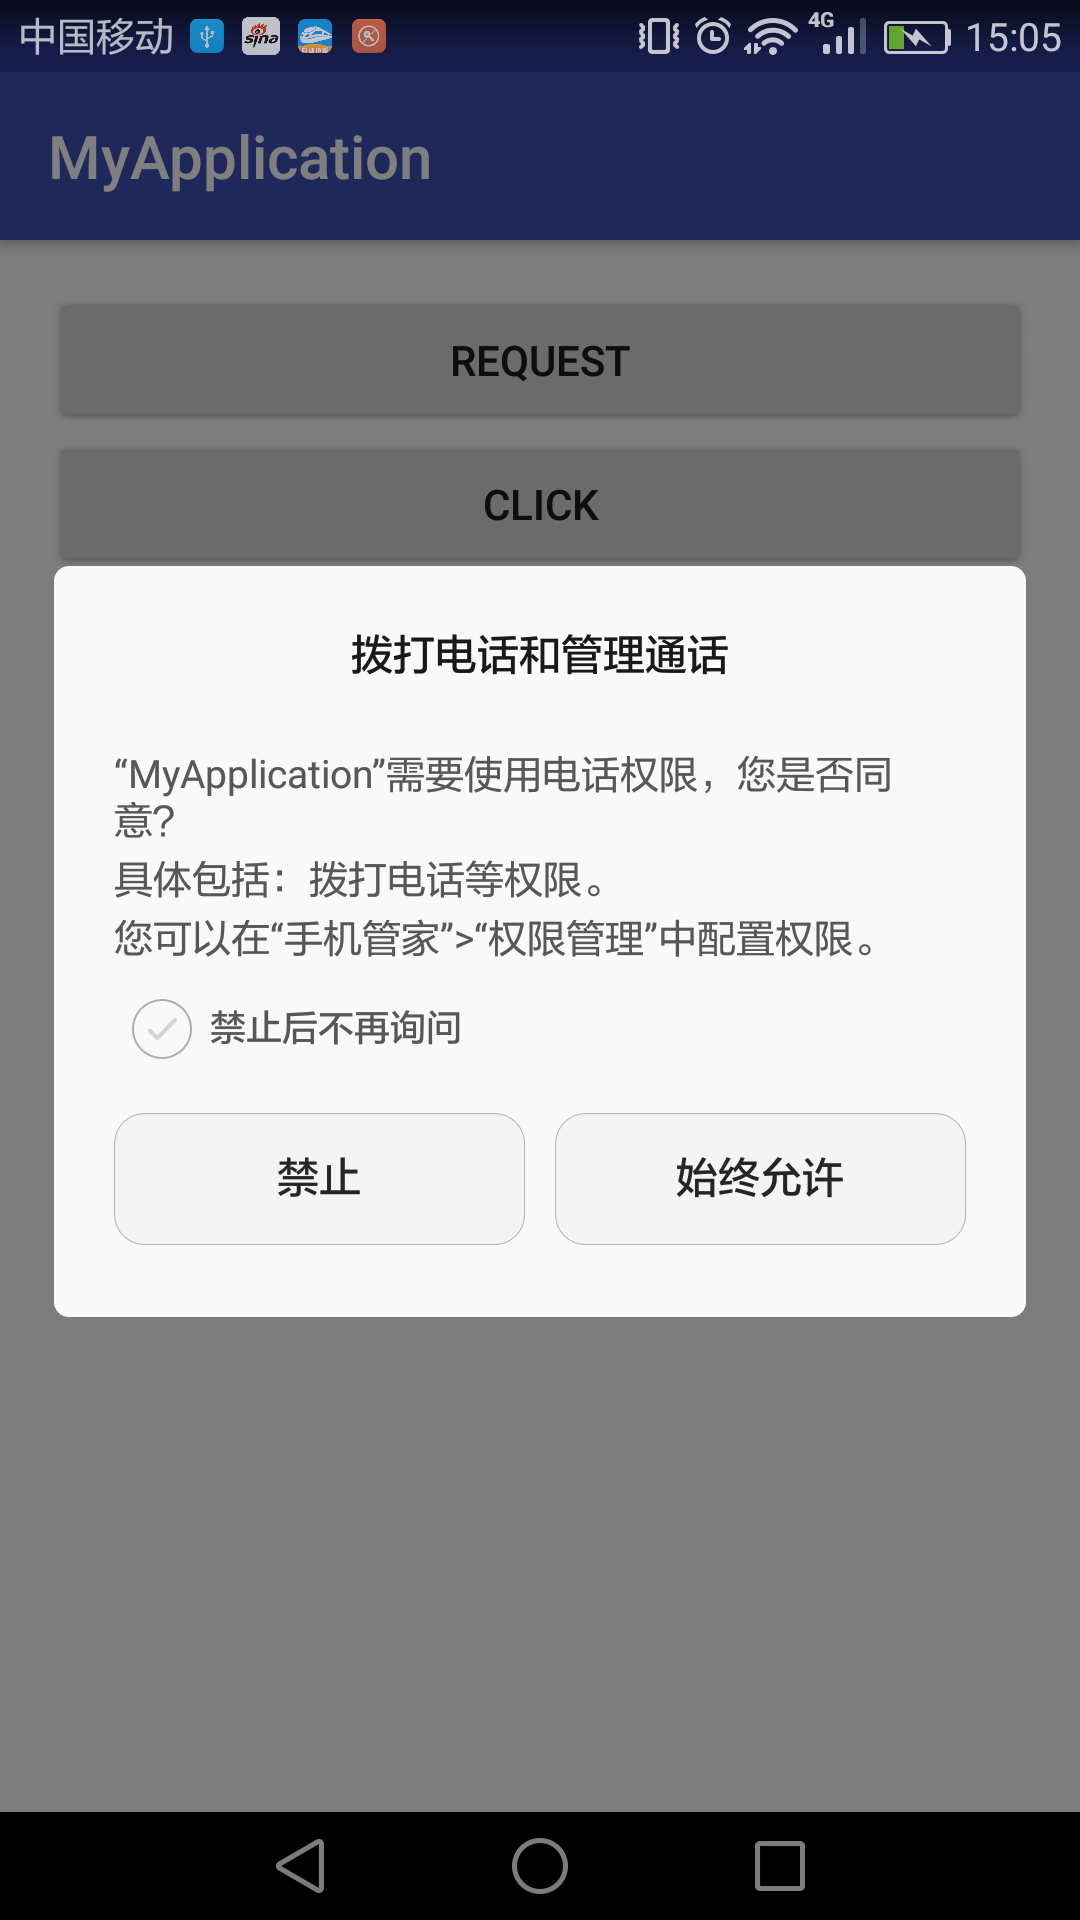 中国移动
sina
4G
15:05
MyApplication
REQUEST
CLICK
拨打电话和管理通话
“MyApplication”需要使用电话权限，您是否同
意？
具体包括：拨打电话等权限。
您可以在“手机管家”>“权限管理”中配置权限。
禁止后不再询问
禁止
始终允许